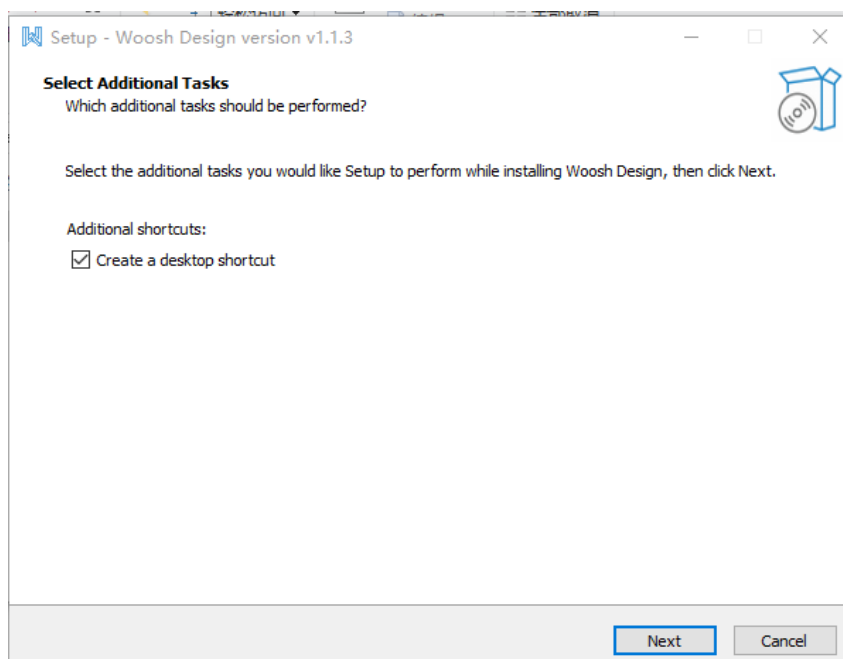 Setup - Woosh Design version v1.1.3
Select Additional Tasks
Which additional tasks should be performed?
Select the additional tasks you would like Setup to perform while installing Woosh Design, then click Next.
Additional shortcuts:
Create a desktop shortcut
Next
Cancel